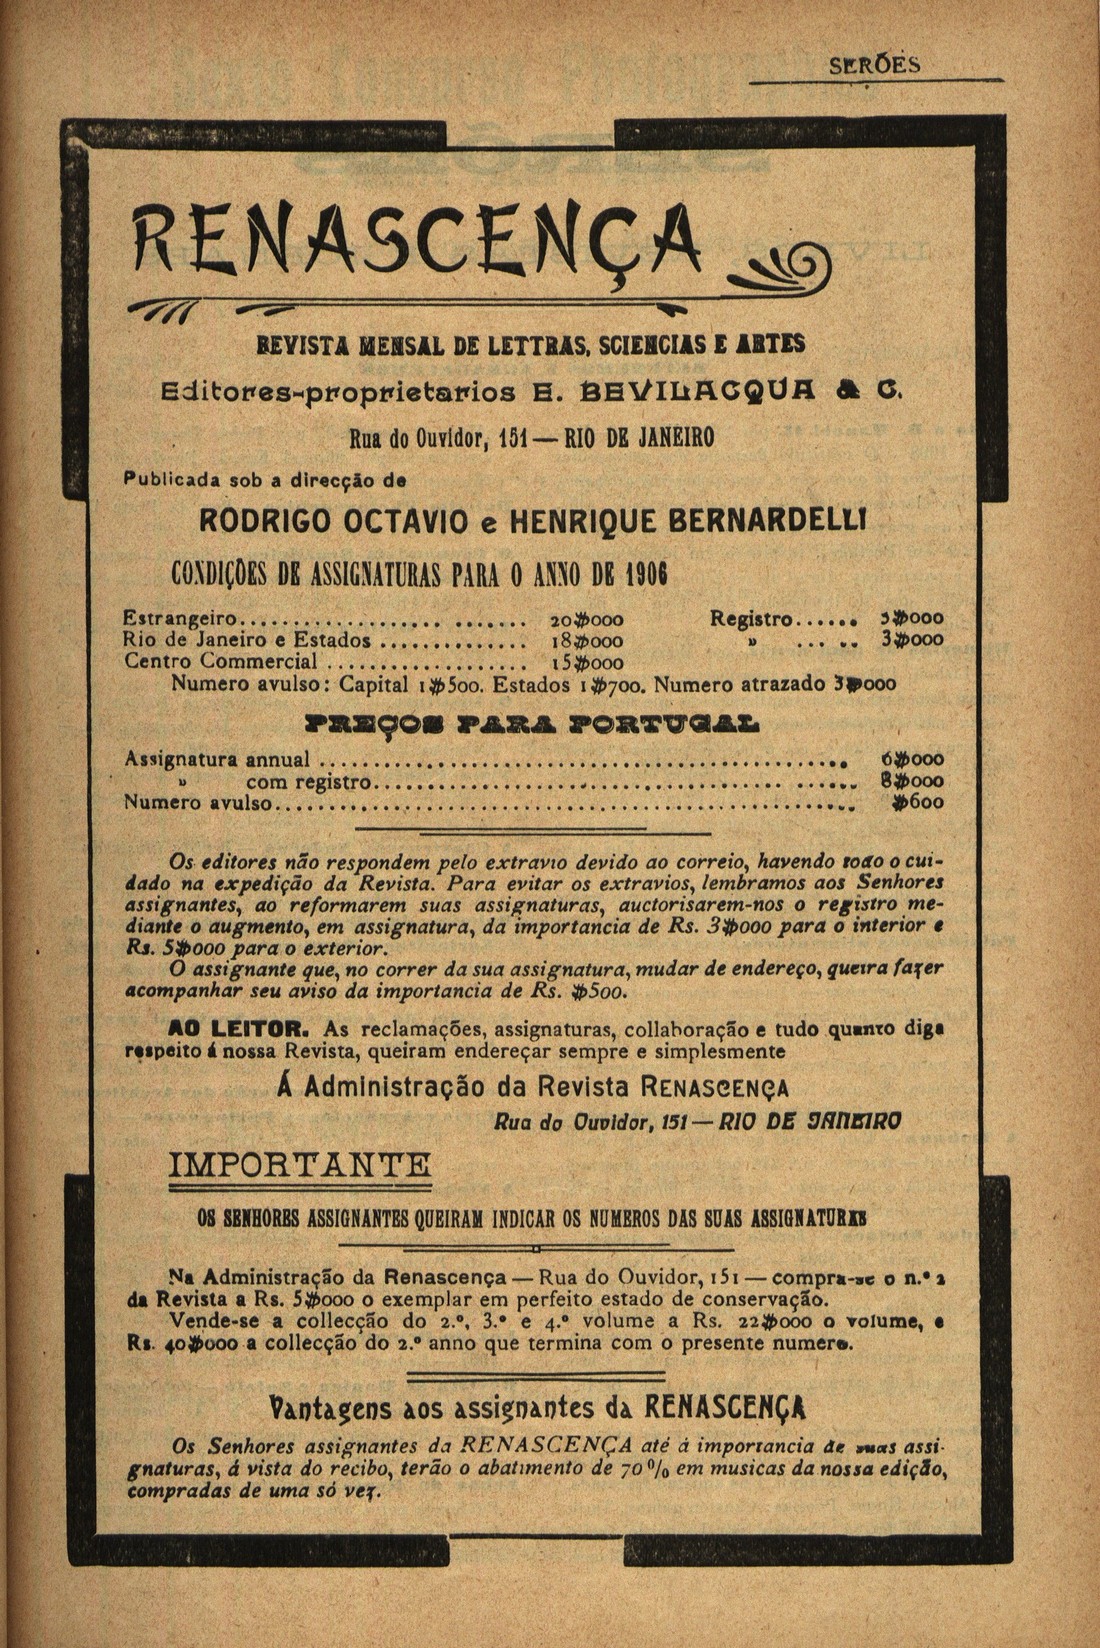 SERÕES
RENASCENÇA
REVISTA MENSAL DE LETTRAS, SCIENCIAS E ARTES
Editores-proprietarios E. BEVILACQUA & C.
Rua do Ouvidor, 151 — RIO DE JANEIRO
Publicada sob a direcção de
RODRIGO OCTAVIO e HENRIQUE BERNARDELLI
CONDIÇÕES DE ASSIGNATURAS PARA O ANNO DE 1906
Estrangeiro.................. ....... 20$000 Registro...... 5$000
Rio de Janeiro e Estados .............. 18$000 » ... .. 3$000
Centro Commercial ................... 15$000
Numero avulso: Capital 1$500. Estados 1$700. Numero atrazado 3$000
PREÇOS PARA PORTUGAL
Assignatura annual ................................................. 6$000
» com registro...................................... ...... 8$000
Numero avulso...................................................... $600
Os editores não respondem pelo extravio devido ao correio, havendo todo o cui-
dado na expedição da Revista. Para evitar os extravios, lembramos aos Senhores
assignantes, ao reformarem suas assignaturas, auctorisarem-nos o registro me-
diante o augmento, em assignatura, da importancia de Rs. 3$000 para o interior e
Rs. 5$000 para o exterior.
O assignante que, no correr da sua assignatura, mudar de endereço, queira fazer
acompanhar seu aviso da importancia de Rs. $500.
AO LEITOR. As reclamações, assignaturas, collaboração e tudo quanto diga
respeito á nossa Revista, queiram endereçar sempre e simplesmente
Á Administração da Revista RENASCENÇA
Rua do Ouvidor, 151 — RIO DE JANEIRO
IMPORTANTE
OS SENHORES ASSIGNANTES QUEIRAM INDICAR OS NUMEROS DAS SUAS ASSIGNATURAS
Na Administração da Renascença — Rua do Ouvidor, 151 — compra-se o n.º 2
da Revista a Rs. 5$000 o exemplar em perfeito estado de conservação.
Vende-se a collecção do 2.º, 3.º e 4.º volume a Rs. 22$000 o volume, e
Rs. 40$000 a collecção do 2.º anno que termina com o presente numero.
Vantagens aos assignantes da RENASCENÇA
Os Senhores assignantes da RENASCENÇA até á importancia de suas assi-
gnaturas, á vista do recibo, terão o abatimento de 70 % em musicas da nossa edição,
compradas de uma só vez.